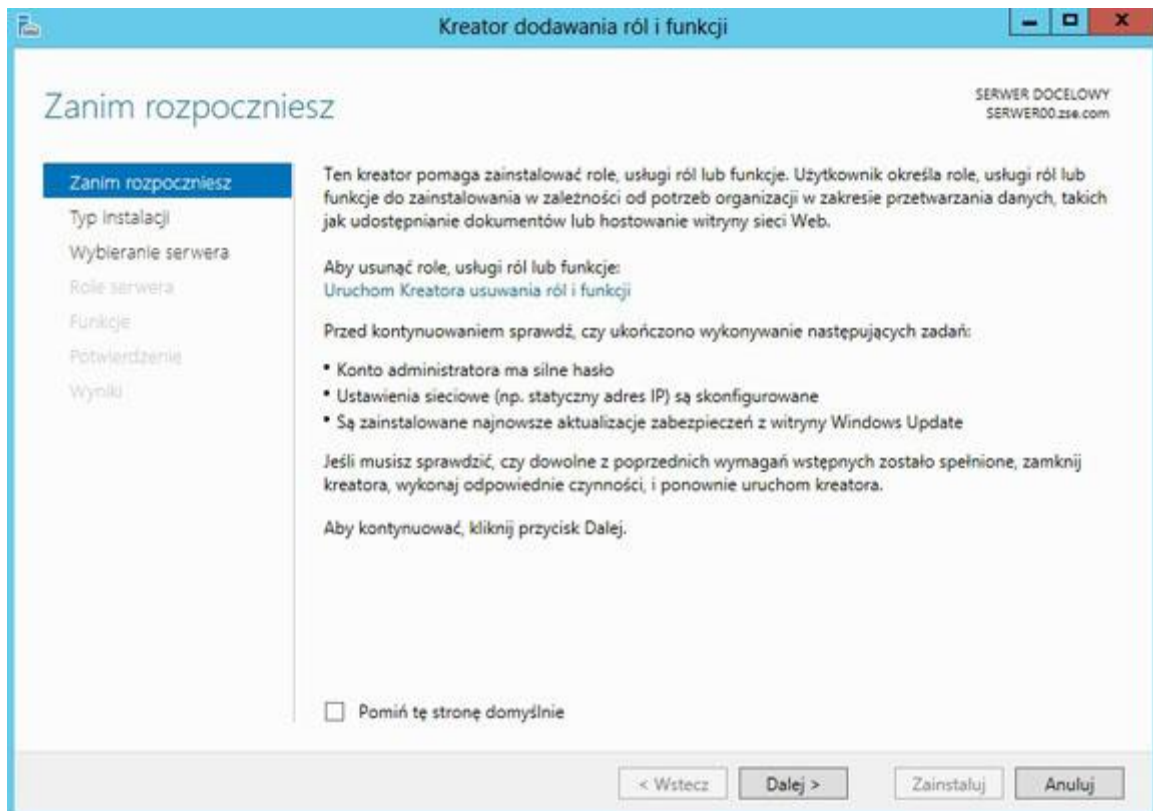 Kreator dodawania ról i funkcji
Zanim rozpoczniesz
SERWER DOCELOWY
SERWER00.zse.com
Zanim rozpoczniesz
Typ instalacji
Wybieranie serwera
Role serwera
Funkcje
Potwierdzenie
Wyniki
Ten kreator pomaga zainstalować role, usługi ról lub funkcje. Użytkownik określa role, usługi ról lub
funkcje do zainstalowania w zależności od potrzeb organizacji w zakresie przetwarzania danych, takich
jak udostępnianie dokumentów lub hostowanie witryny sieci Web.
Aby usunąć role, usługi ról lub funkcje:
Uruchom Kreatora usuwania ról i funkcji
Przed kontynuowaniem sprawdź, czy ukończono wykonywanie następujących zadań:
• Konto administratora ma silne hasło
• Ustawienia sieciowe (np. statyczny adres IP) są skonfigurowane
• Są zainstalowane najnowsze aktualizacje zabezpieczeń z witryny Windows Update
Jeśli musisz sprawdzić, czy dowolne z poprzednich wymagań wstępnych zostało spełnione, zamknij
kreatora, wykonaj odpowiednie czynności, i ponownie uruchom kreatora.
Aby kontynuować, kliknij przycisk Dalej.
Pomiń tę stronę domyślnie
< Wstecz
Dalej >
Zainstaluj
Anuluj